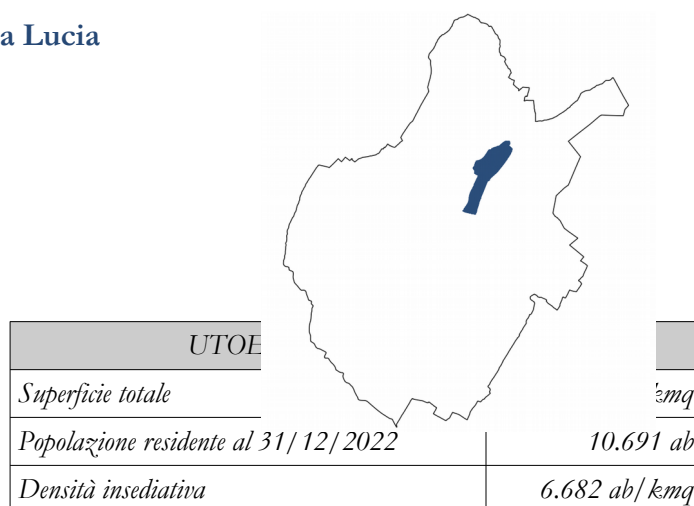 a Lucia
UTOE
Superficie totale kmq
Popolazione residente al 31/12/2022 10.691 ab
Densità insediativa 6.682 ab/kmq